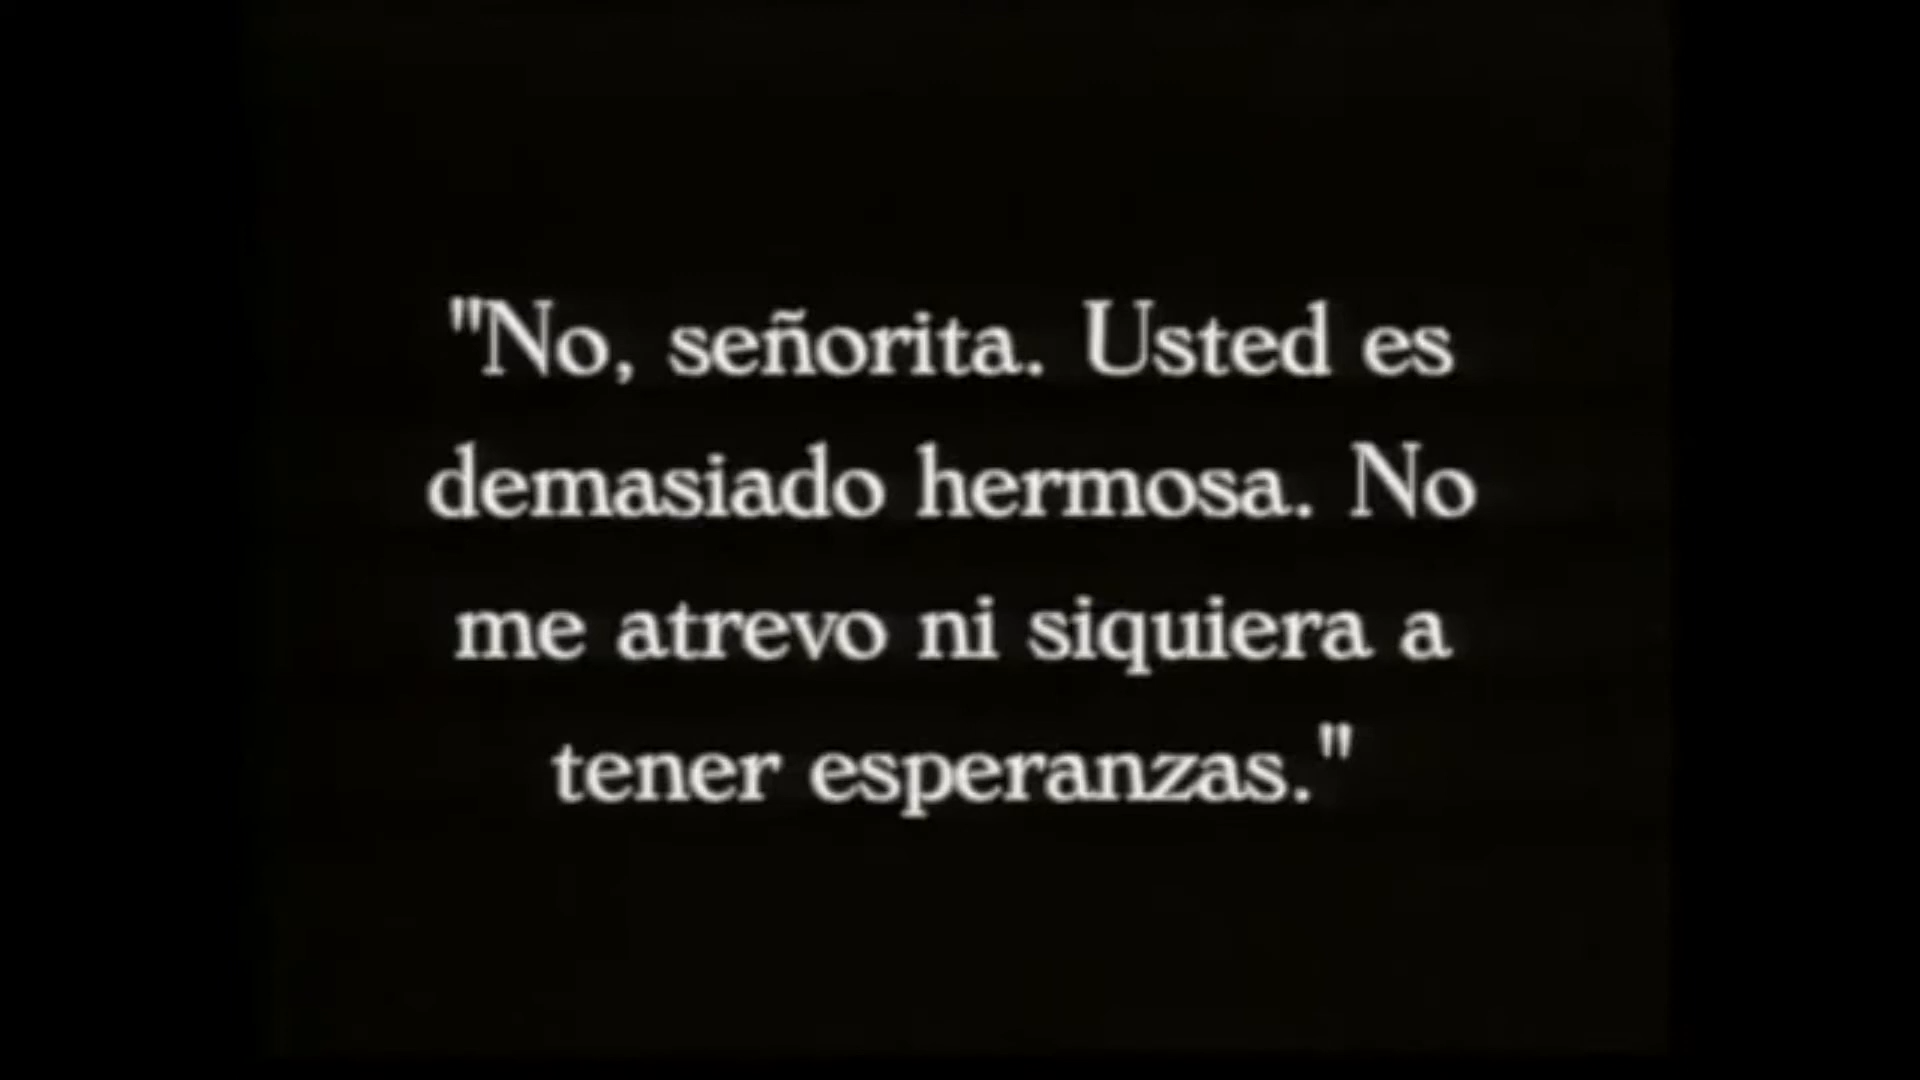 "No, señorita. Usted es
demasiado hermosa. No
me atrevo ni siquiera a
tener esperanzas."